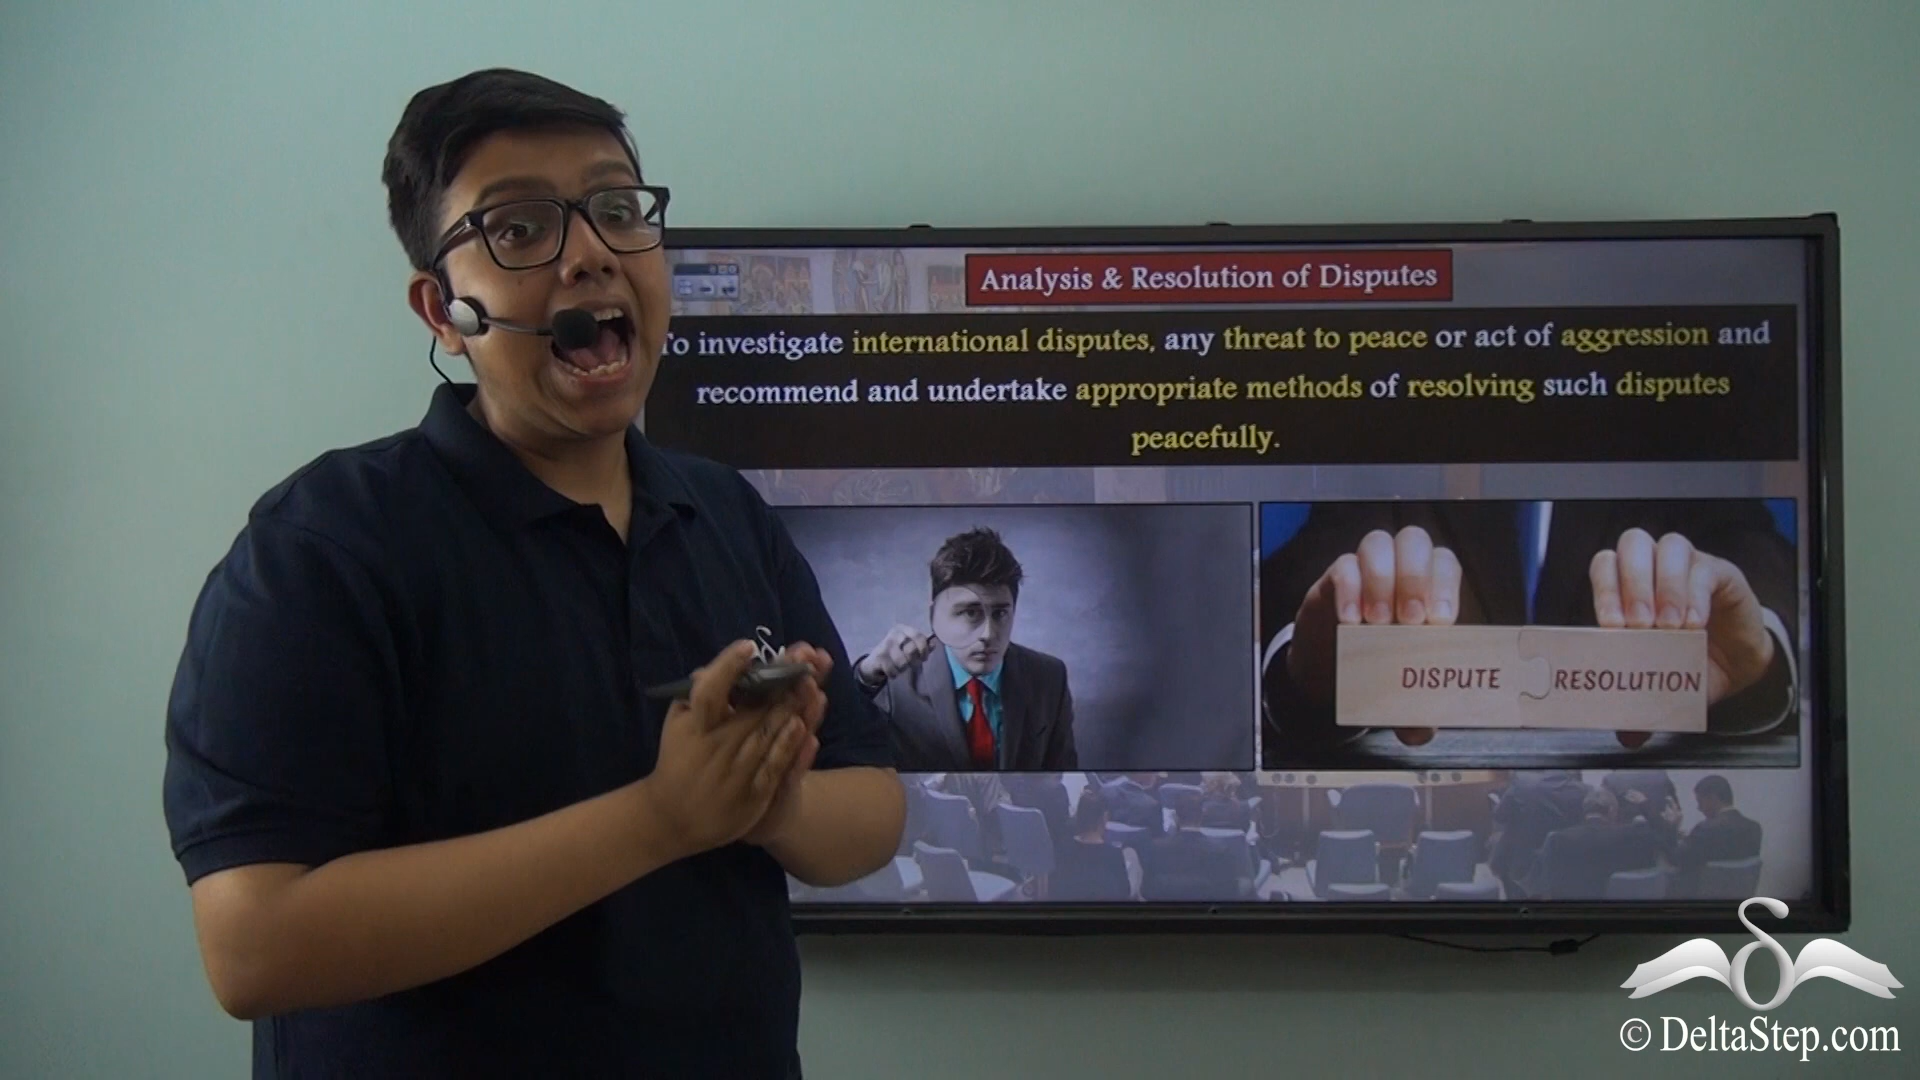 Analysis & Resolution of Disputes
To investigate international disputes, any threat to peace or act of aggression and
recommend and undertake appropriate methods of resolving such disputes
peacefully.
DISPUTE RESOLUTION
© DeltaStep.com